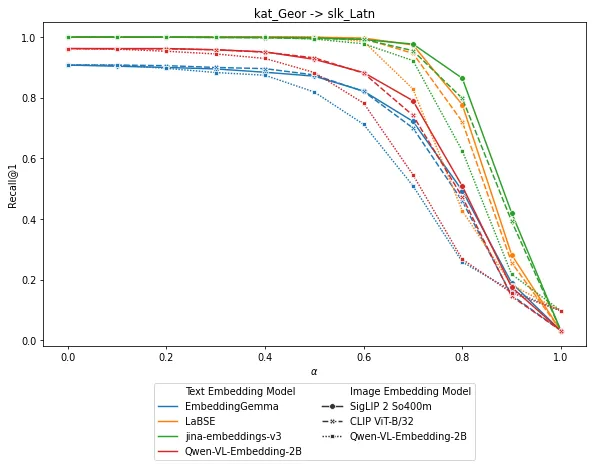 kat_Geor -> slk_Latn
Recall@1
1.0
0.8
0.6
0.4
0.2
0.0
0.0 0.2 0.4 0.6 0.8 1.0
α
Text Embedding Model Image Embedding Model
EmbeddingGemma SigLIP 2 So400m
LaBSE CLIP ViT-B/32
jina-embeddings-v3 Qwen-VL-Embedding-2B
Qwen-VL-Embedding-2B